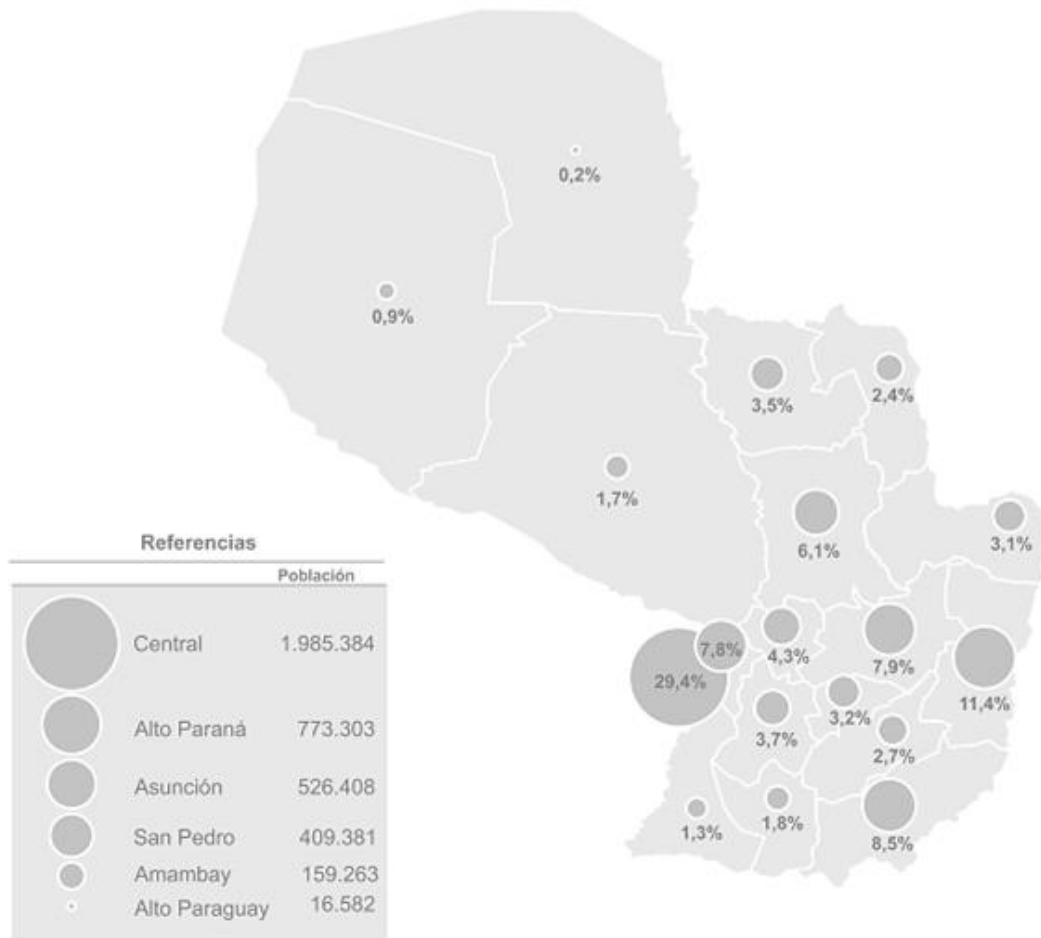 0,2%
0,9%
3,5%
2,4%
1,7%
6,1%
3,1%
7,8%
4,3%
7,9%
29,4%
11,4%
3,7%
3,2%
2,7%
1,3%
1,8%
8,5%
Referencias
Población
Central 1.985.384
Alto Paraná 773.303
Asunción 526.408
San Pedro 409.381
Amambay 159.263
Alto Paraguay 16.582